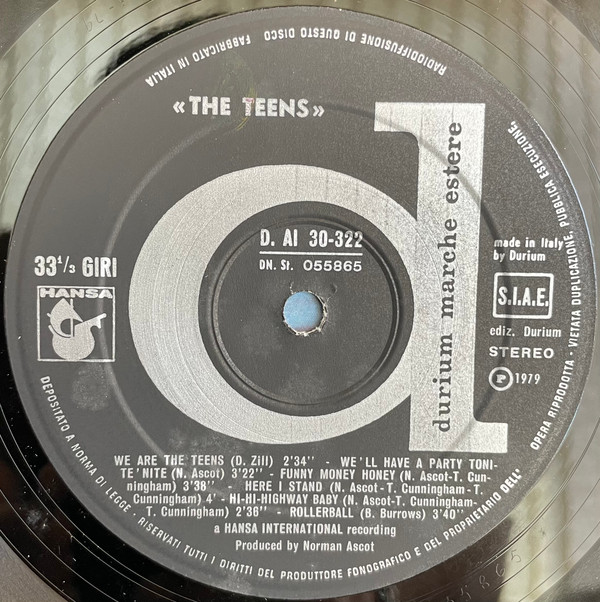 RADIODIFFUSIONE DI QUESTO DISCO FABBRICATO IN ITALIA
«THE TEENS»
D. AI 30-322
DN. St. 055865
33 1/3 GIRI
HANSA
durium marche estere
made in Italy
by Durium
S.I.A.E.
ediz. Durium
STEREO
Ⓟ 1979
WE ARE THE TEENS (D. Zill) 2'34'' - WE'LL HAVE A PARTY TONI-
TE'NITE (N. Ascot) 3'22'' - FUNNY MONEY HONEY (N. Ascot-T. Cun-
ningham) 3'38'' - HERE I STAND (N. Ascot-T. Cunningham-T.
Cunningham) 4' - HI-HI-HIGHWAY BABY (N. Ascot-T. Cunningham-
T. Cunningham) 2'36'' - ROLLERBALL (B. Burrows) 3'40''
a HANSA INTERNATIONAL recording
Produced by Norman Ascot
DEPOSITATO A NORMA DI LEGGE - RISERVATI TUTTI I DIRITTI DEL PRODUTTORE FONOGRAFICO E DEL PROPRIETARIO DELL'
OPERA RIPRODOTTA - VIETATA DUPLICAZIONE, PUBBLICA ESECUZIONE,